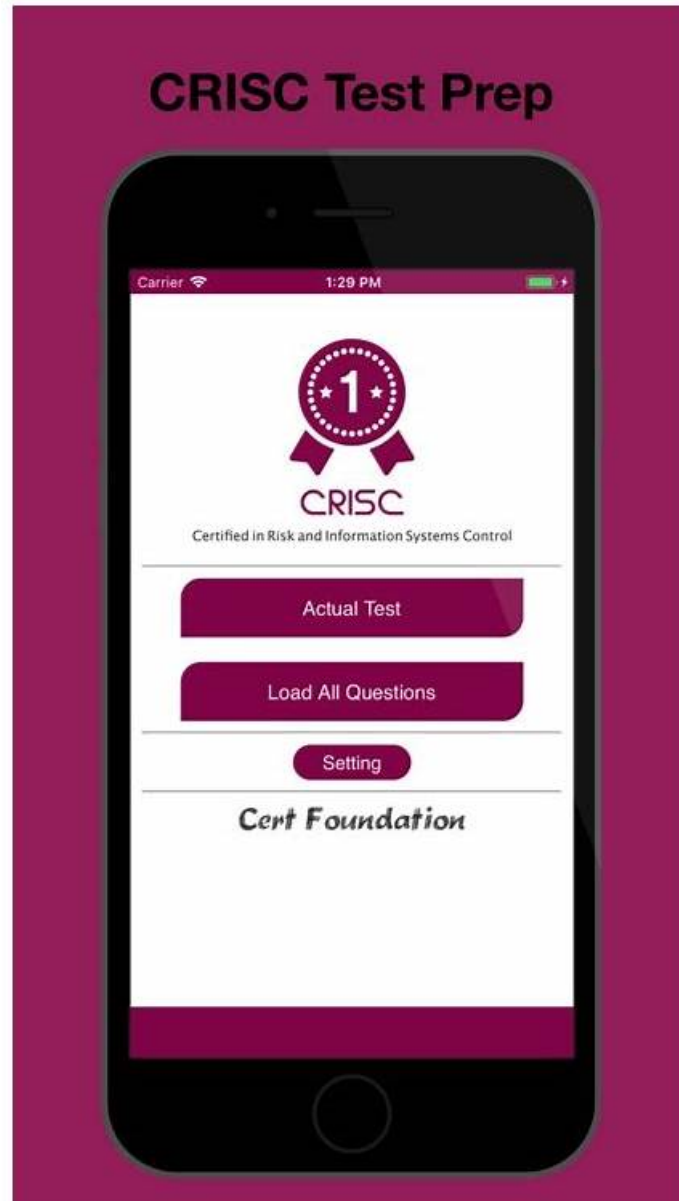 CRISC Test Prep
Carrier 1:29 PM
1
CRISC
Certified in Risk and Information Systems Control
Actual Test
Load All Questions
Setting
Cert Foundation